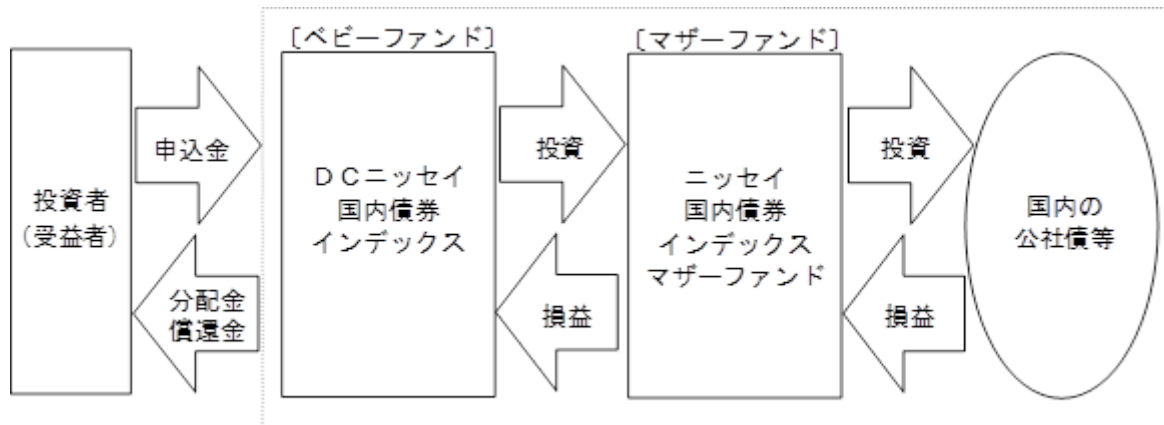 〔ベビーファンド〕
〔マザーファンド〕
投資者
(受益者)
申込金
分配金
償還金
DCニッセイ
国内債券
インデックス
投資
損益
ニッセイ
国内債券
インデックス
マザーファンド
投資
損益
国内の
公社債等